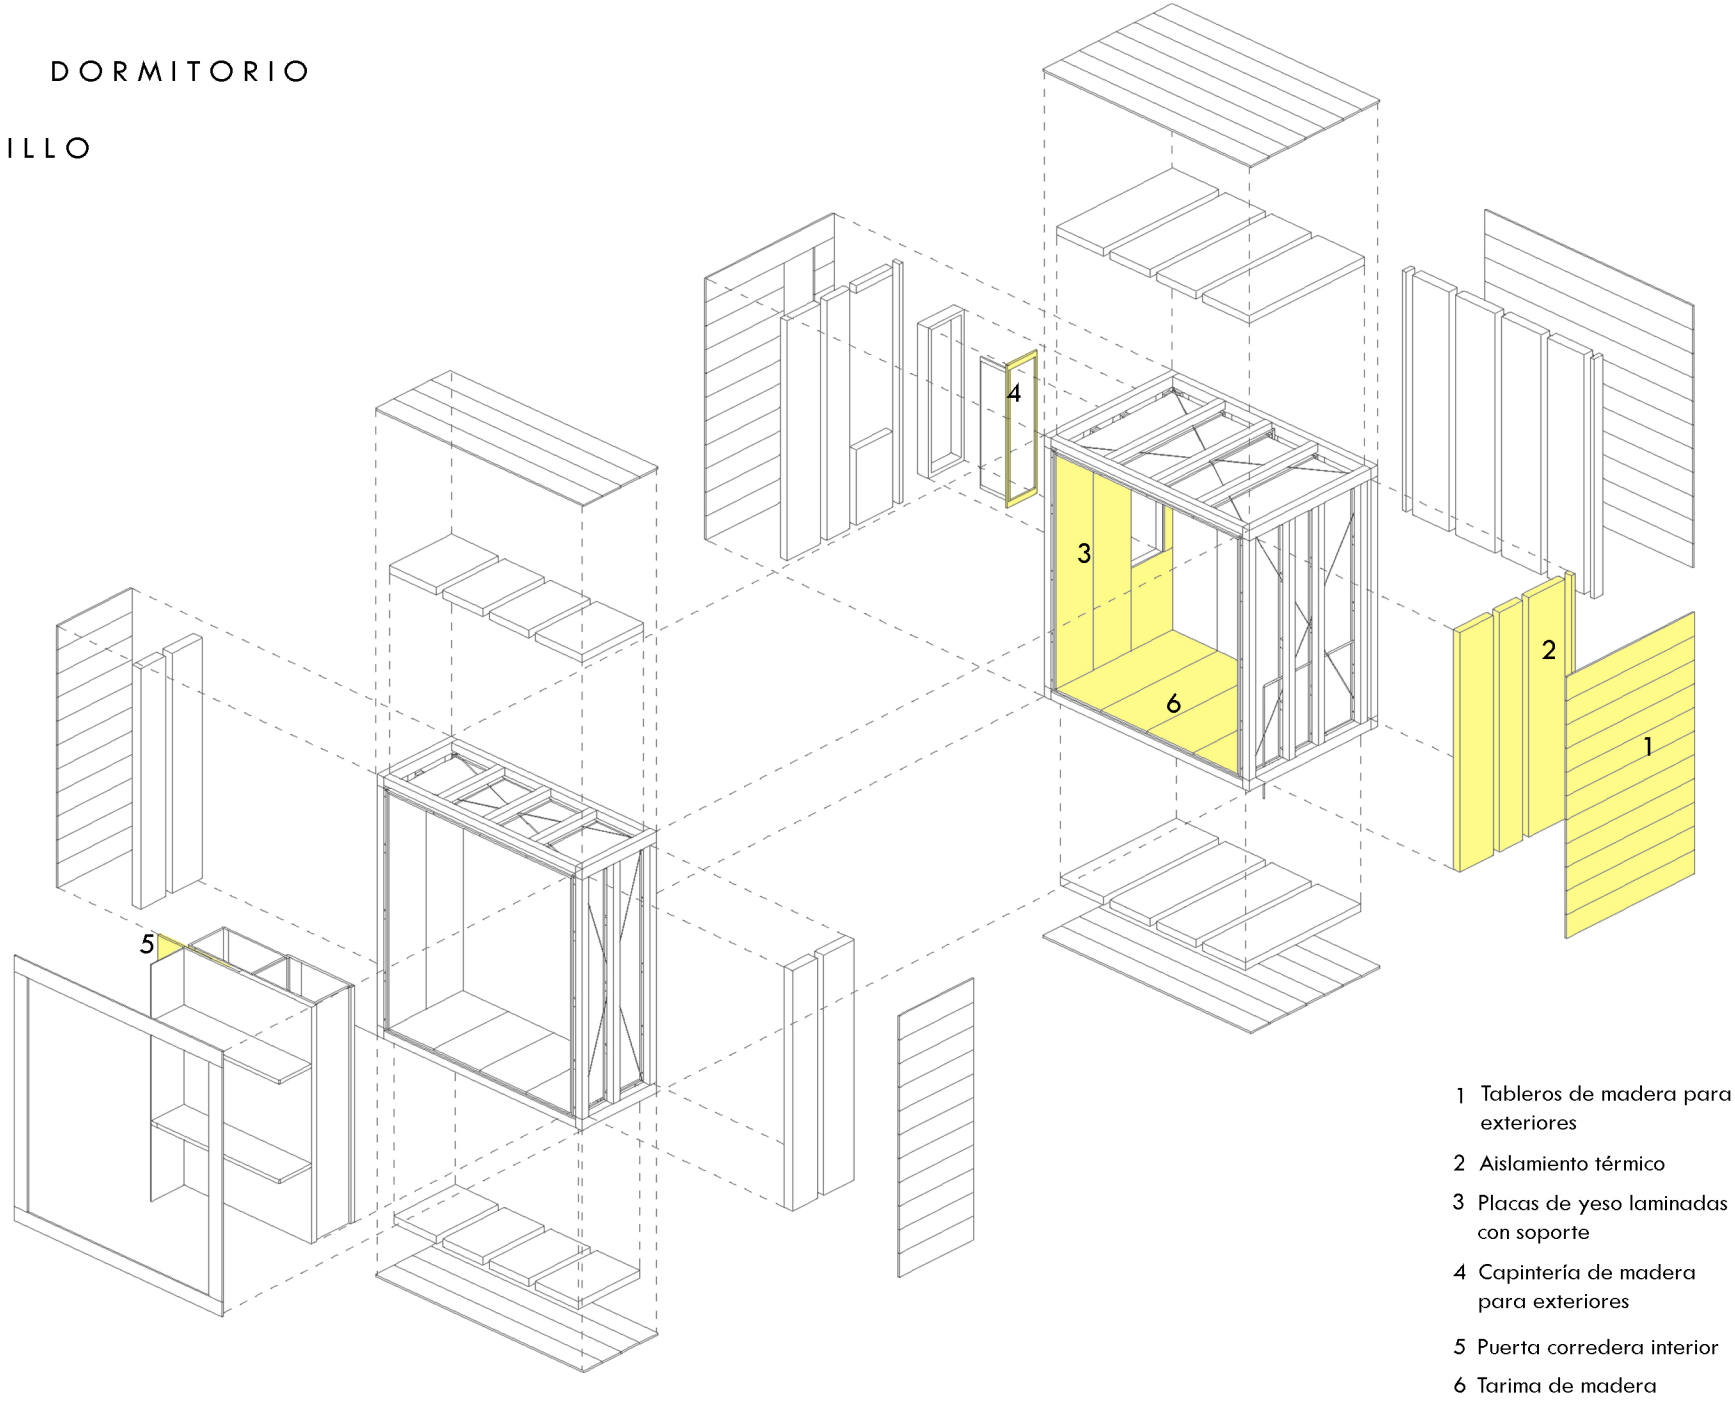 DORMITORIO
ILLO
4
3
2
6
1
5
1 Tableros de madera para
exteriores
2 Aislamiento térmico
3 Placas de yeso laminadas
con soporte
4 Capintería de madera
para exteriores
5 Puerta corredera interior
6 Tarima de madera